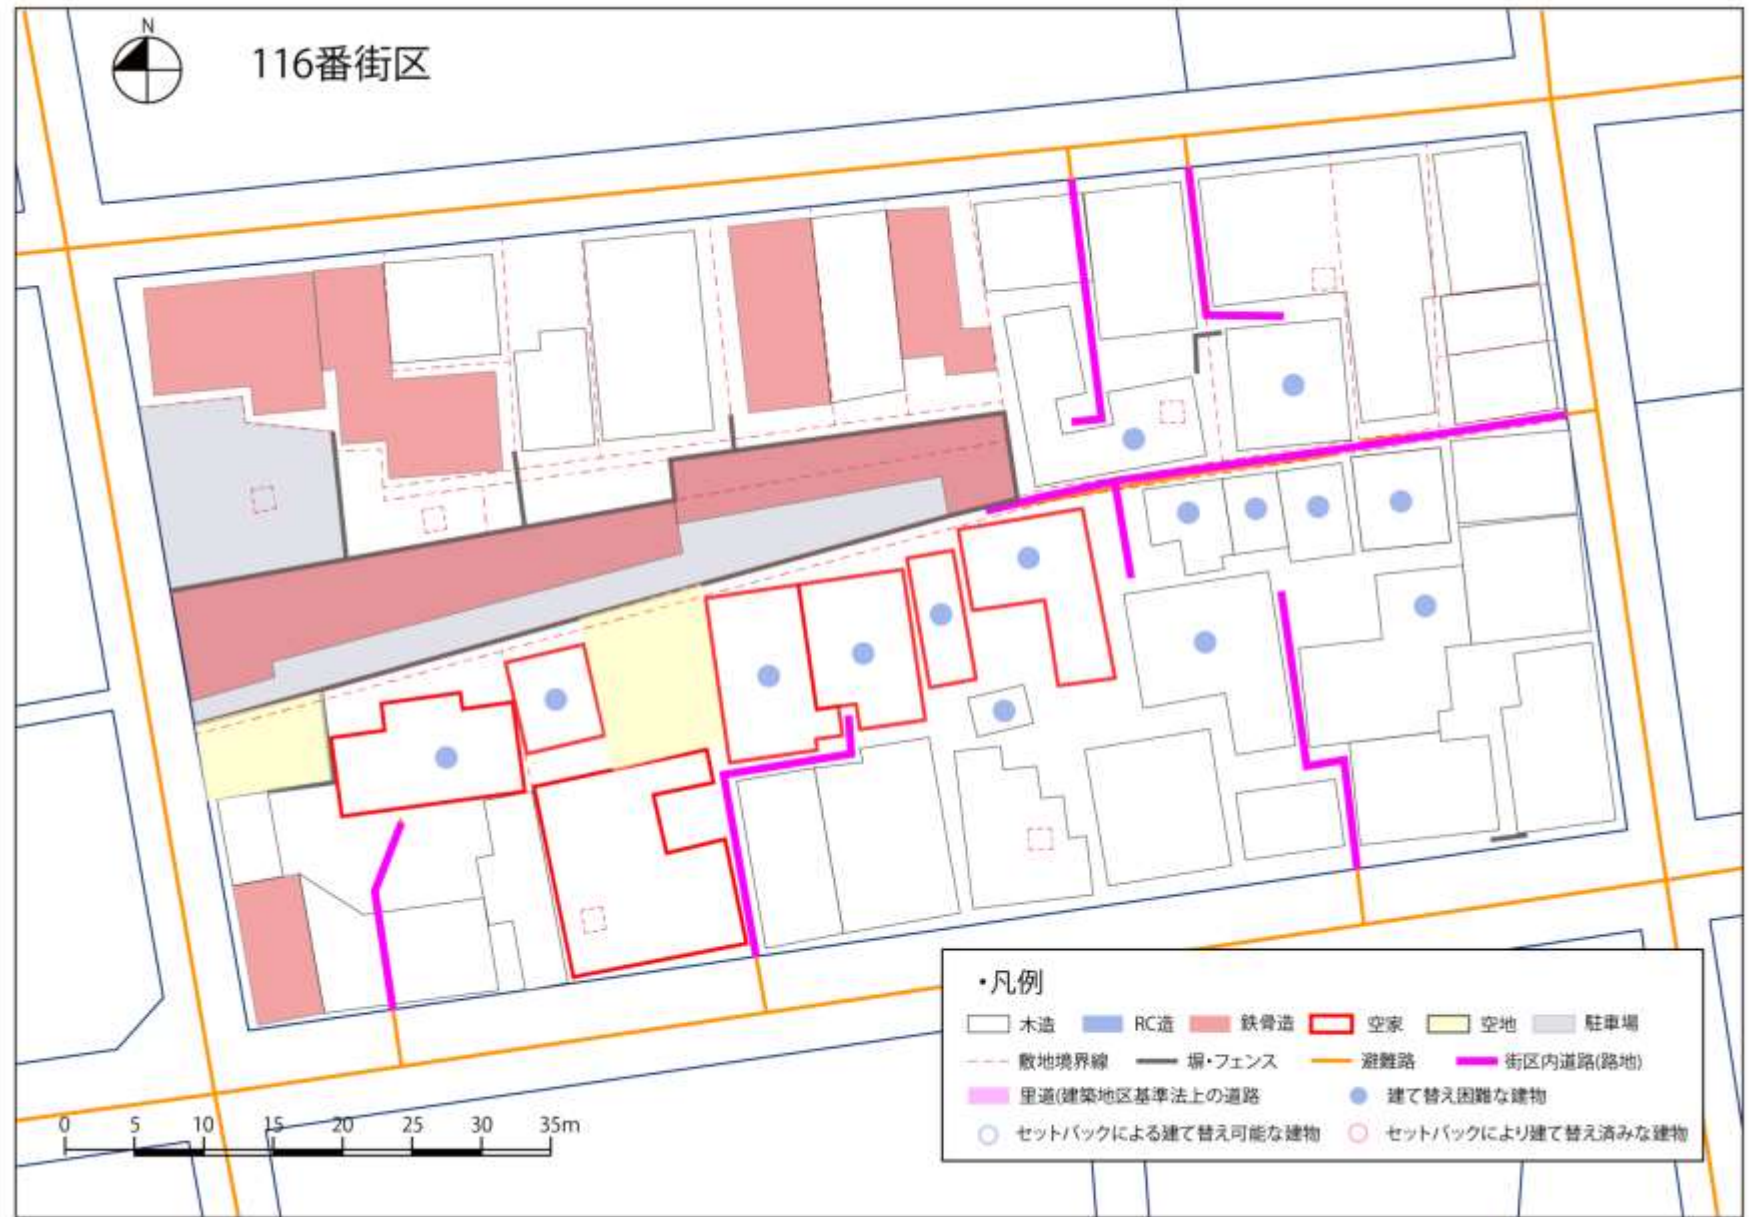 N
116番街区
・凡例
木造 RC造 鉄骨造 空家 空地 駐車場
敷地境界線 塀・フェンス 避難路 街区内道路(路地)
里道(建築地区基準法上の道路 建て替え困難な建物
セットバックによる建て替え可能な建物 セットバックにより建て替え済みな建物
0 5 10 15 20 25 30 35m